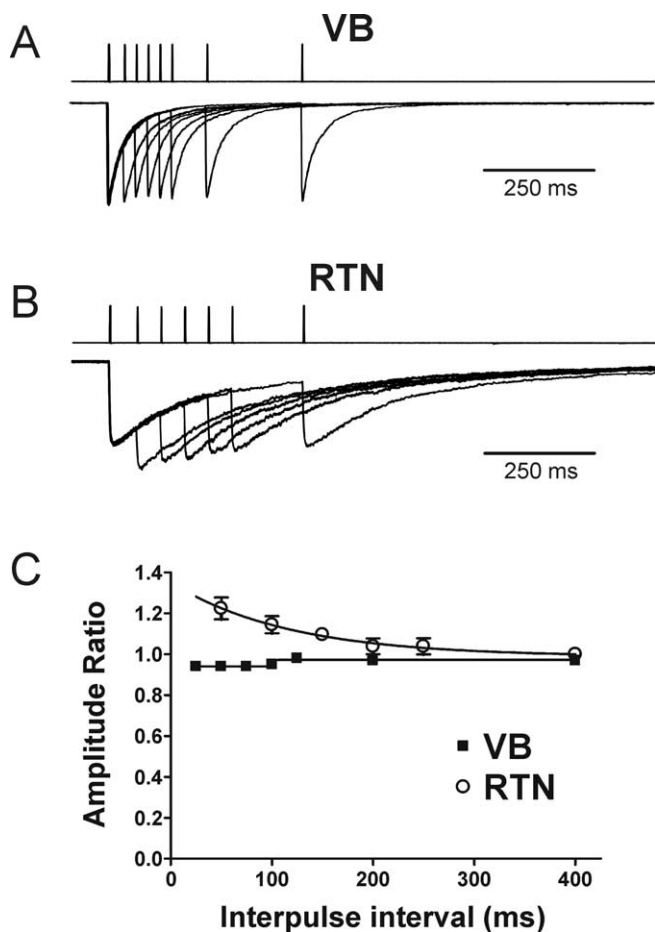 A
VB
250 ms
B
RTN
250 ms
C
Amplitude Ratio
1.4
1.2
1.0
0.8
0.6
0.4
0.2
0.0
VB
RTN
0 100 200 300 400
Interpulse interval (ms)